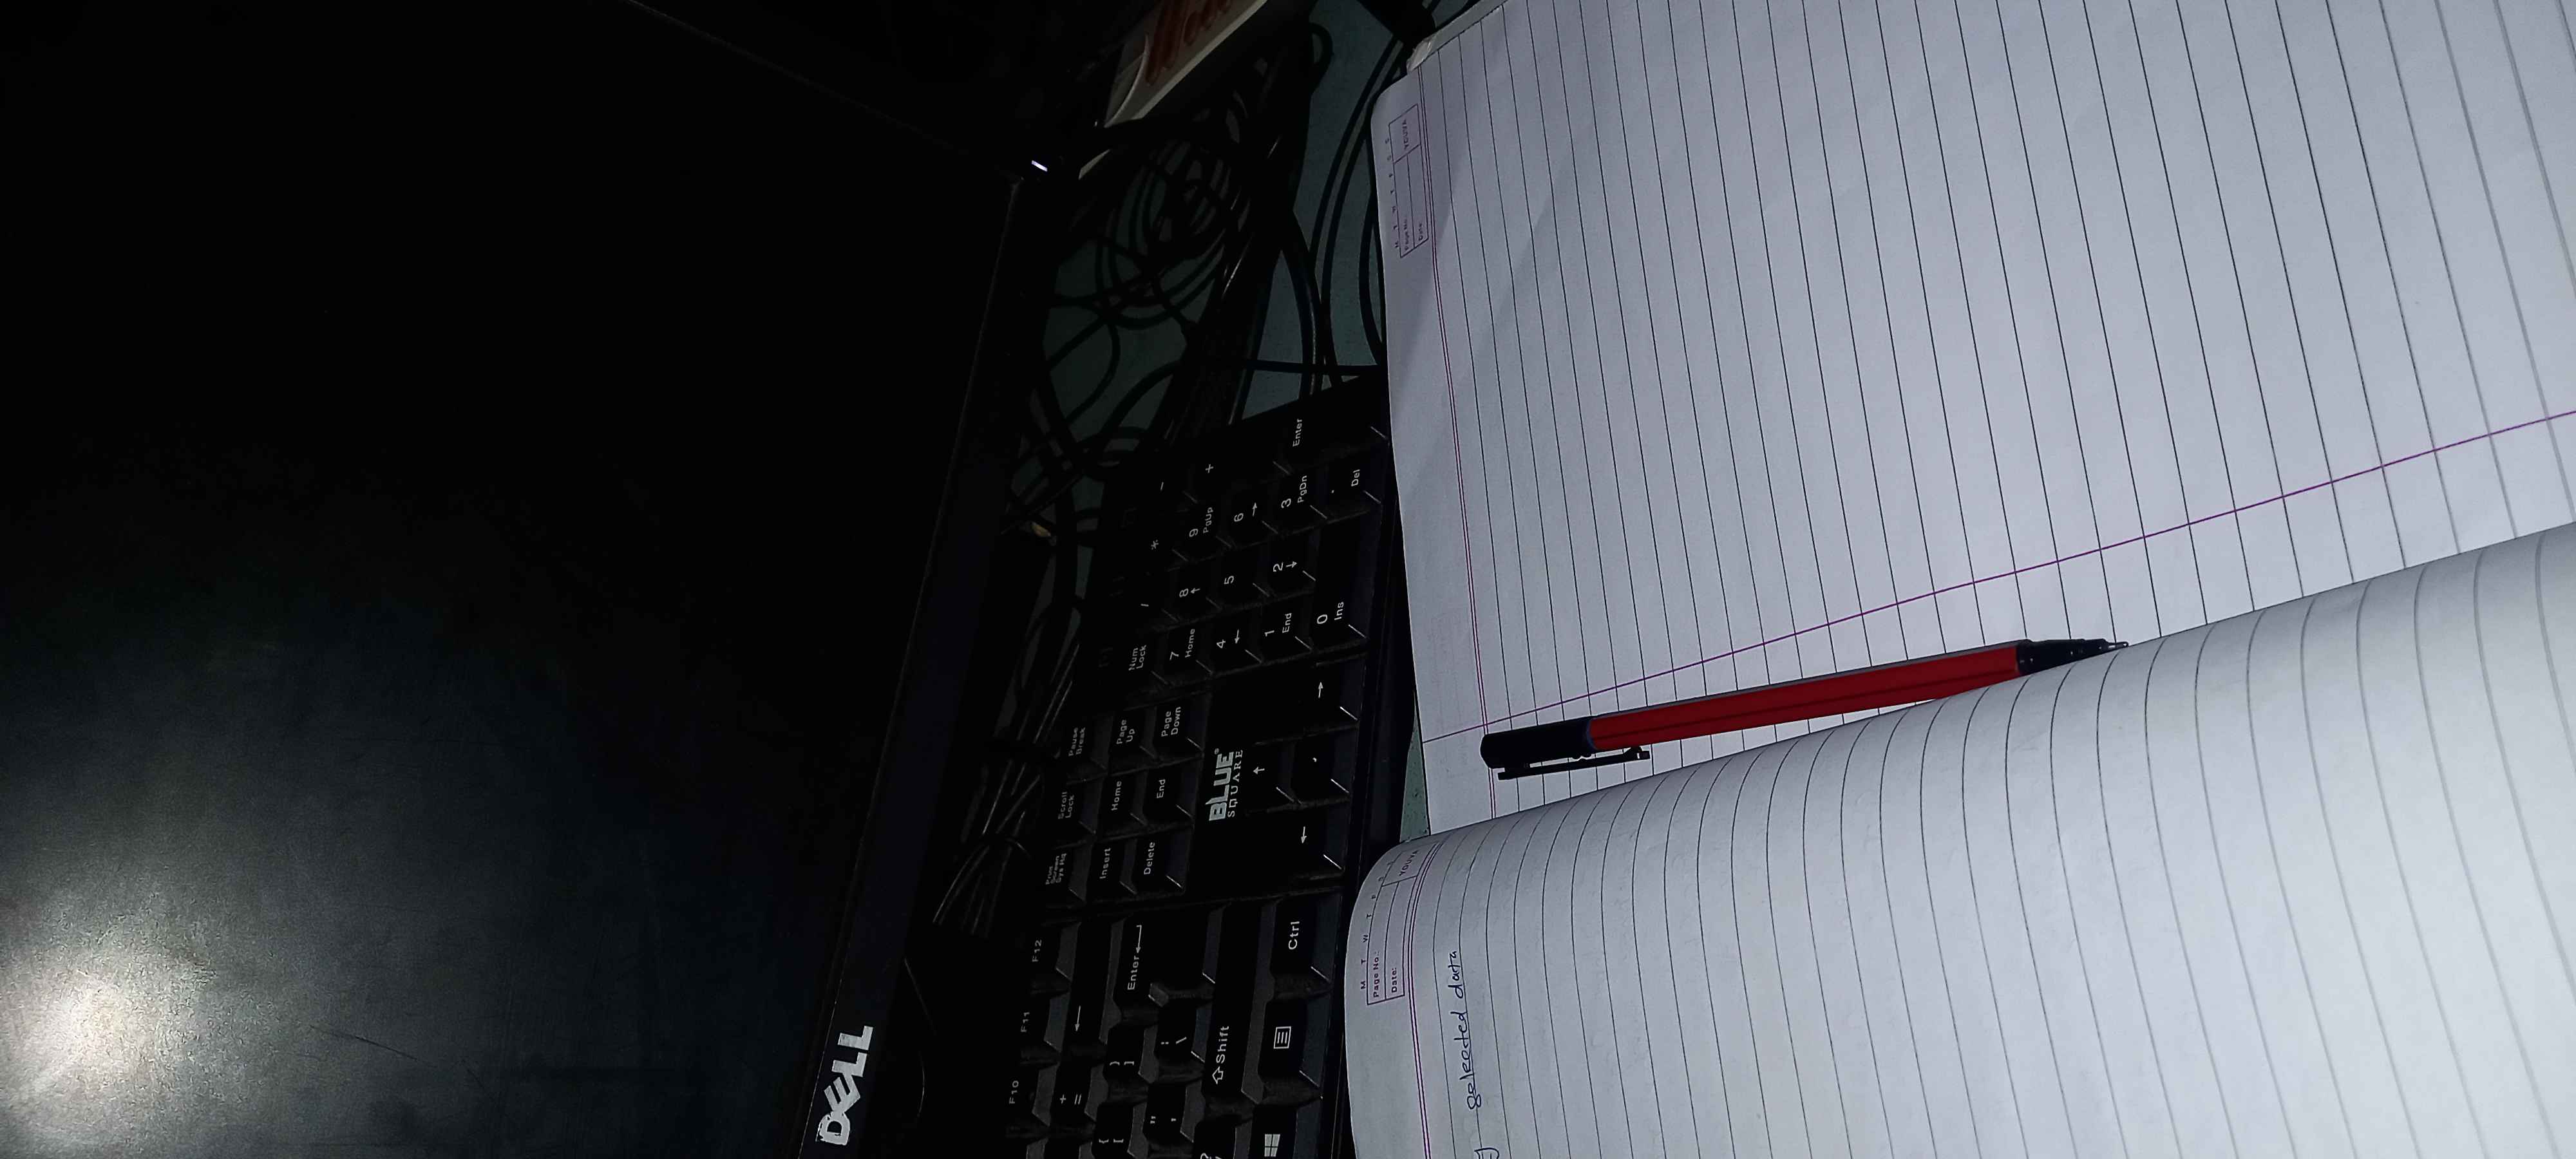 DELL
F10 F11 F12 Print Screen Sys Rq Scroll Lock Pause Break
+ = ← Insert Home Page Up Num Lock / * -
{ [ } ] Enter Delete End Page Down 7 Home 8 ↑ 9 PgUp +
" ' | \ 4 ← 5 6 →
? / Shift BLUE SQUARE 1 End 2 ↓ 3 PgDn Enter
Ctrl ↑ ← → 0 Ins . Del
M T W T F S S
Page No.:
Date:
YOUVA
selected data
M T W T F S S
Page No.:
Date:
YOUVA